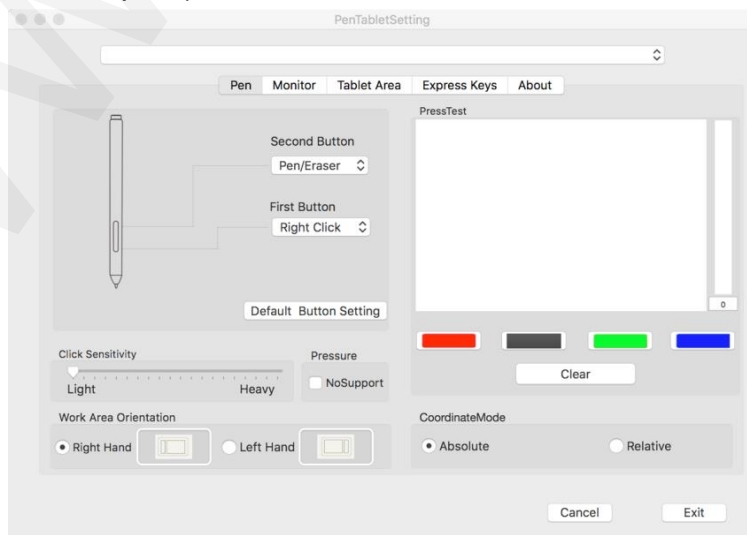 PenTabletSetting
Pen Monitor Tablet Area Express Keys About
Second Button
Pen/Eraser
First Button
Right Click
Default Button Setting
Click Sensitivity
Light Heavy
Pressure
NoSupport
Work Area Orientation
Right Hand Left Hand
PressTest
0
Clear
CoordinateMode
Absolute Relative
Cancel Exit